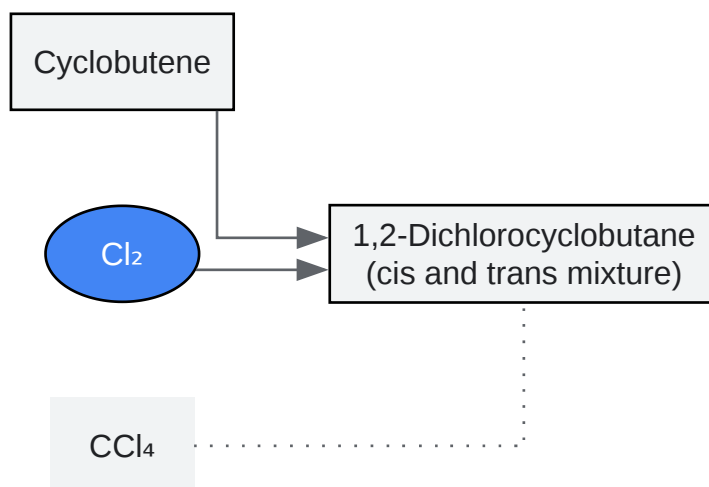 Cyclobutene
Cl₂
1,2-Dichlorocyclobutane
(cis and trans mixture)
CCl₄